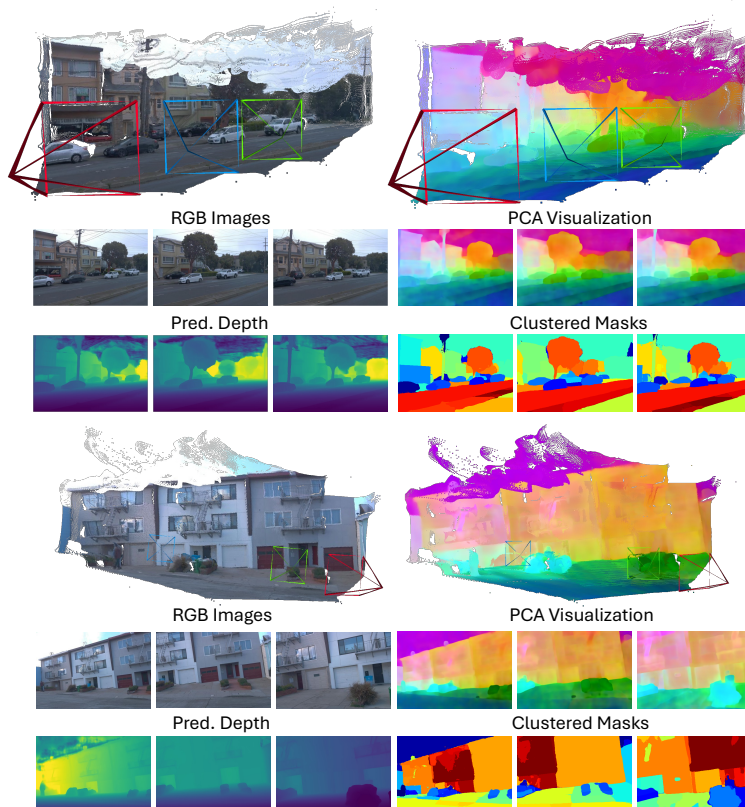 RGB Images
PCA Visualization
Pred. Depth
Clustered Masks
RGB Images
PCA Visualization
Pred. Depth
Clustered Masks